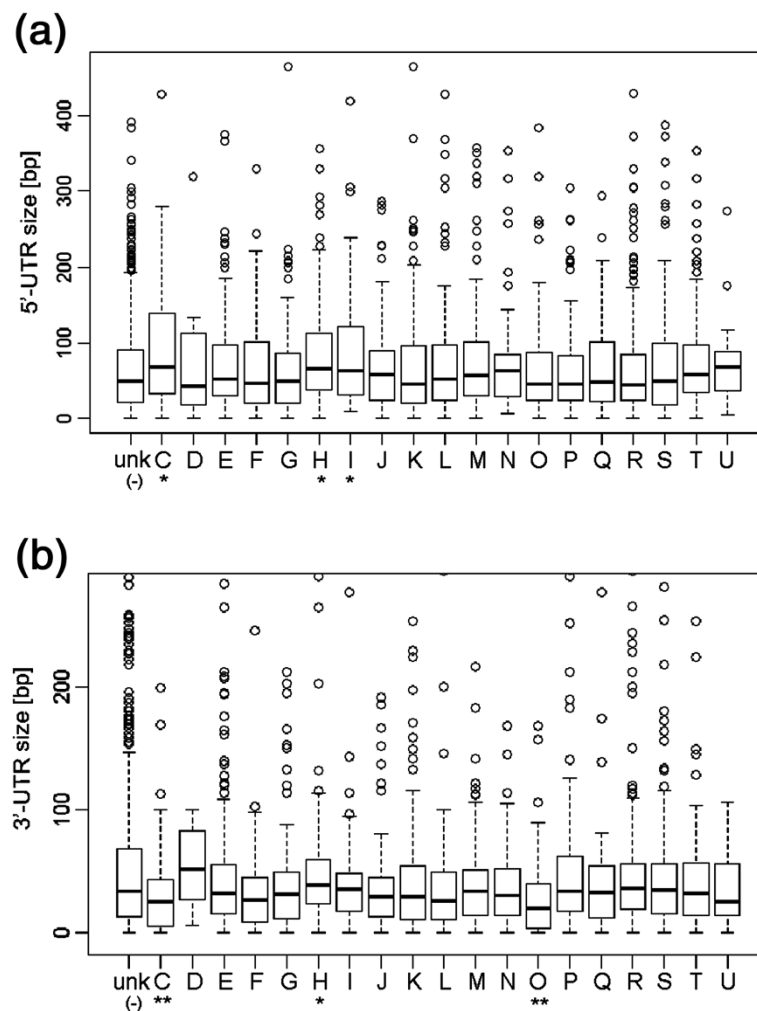 (a)
5'-UTR size [bp]
400
300
200
100
0
unk C D E F G H I J K L M N O P Q R S T U
(-) * * *
(b)
3'-UTR size [bp]
200
100
0
unk C D E F G H I J K L M N O P Q R S T U
(-) ** * **